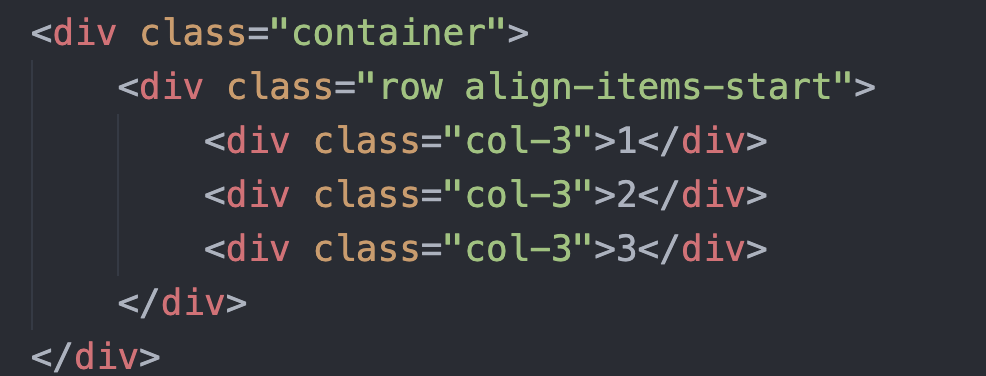 <div class="container">
    <div class="row align-items-start">
        <div class="col-3">1</div>
        <div class="col-3">2</div>
        <div class="col-3">3</div>
    </div>
</div>